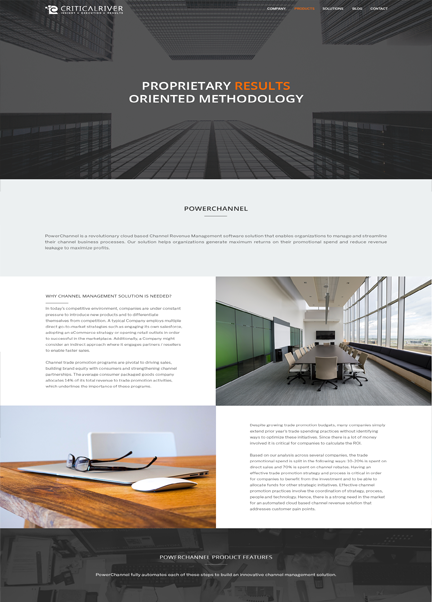 CRITICALRIVER
COMPANY PRODUCTS SOLUTIONS BLOG CONTACT
PROPRIETARY RESULTS
ORIENTED METHODOLOGY
POWERCHANNEL
PowerChannel is a revolutionary cloud based Channel Revenue Management software solution that enables organizations to manage and streamline
their channel business processes. Our solution helps organizations generate maximum returns on their promotional spend and reduce revenue
leakage to maximize profits.
WHY CHANNEL MANAGEMENT SOLUTION IS NEEDED?
In today's competitive environment, companies are under constant
pressure to introduce new products and to differentiate
themselves from competition. A typical Company employs multiple
direct go-to-market strategies such as engaging its own salesforce,
adopting an eCommerce strategy or opening retail outlets in order
to successful in the marketplace. Additionally, a Company might
consider an indirect approach where it engages partners / resellers
to enable faster sales.
Channel trade promotion programs are pivotal to driving sales,
building brand equity with consumers and strengthening channel
partnerships. The average consumer packaged goods company
allocates 14% of its total revenue to trade promotion activities,
which underlines the importance of these programs.
Despite growing trade promotion budgets, many companies simply
extend prior year's trade spending practices without identifying
ways to optimize these initiatives. Since there is a lot of money
involved it is critical for companies to calculate the ROI.
Based on our analysis across several companies, the trade
promotional spend is split in the following ways: 10-20% is spent on
direct sales and 75% is spent on channel rebates. Having an
effective trade promotion strategy and process is critical in order
for companies to benefit from the investment and to be able to
allocate funds for other strategic initiatives. Effective channel
promotion practices involve the coordination of strategy, process,
people and technology. Hence, there is a strong need in the market
for an automated cloud based channel revenue solution that
addresses customer pain points.
POWERCHANNEL PRODUCT FEATURES
PowerChannel fully automates each of these steps to build an innovative channel management solution.